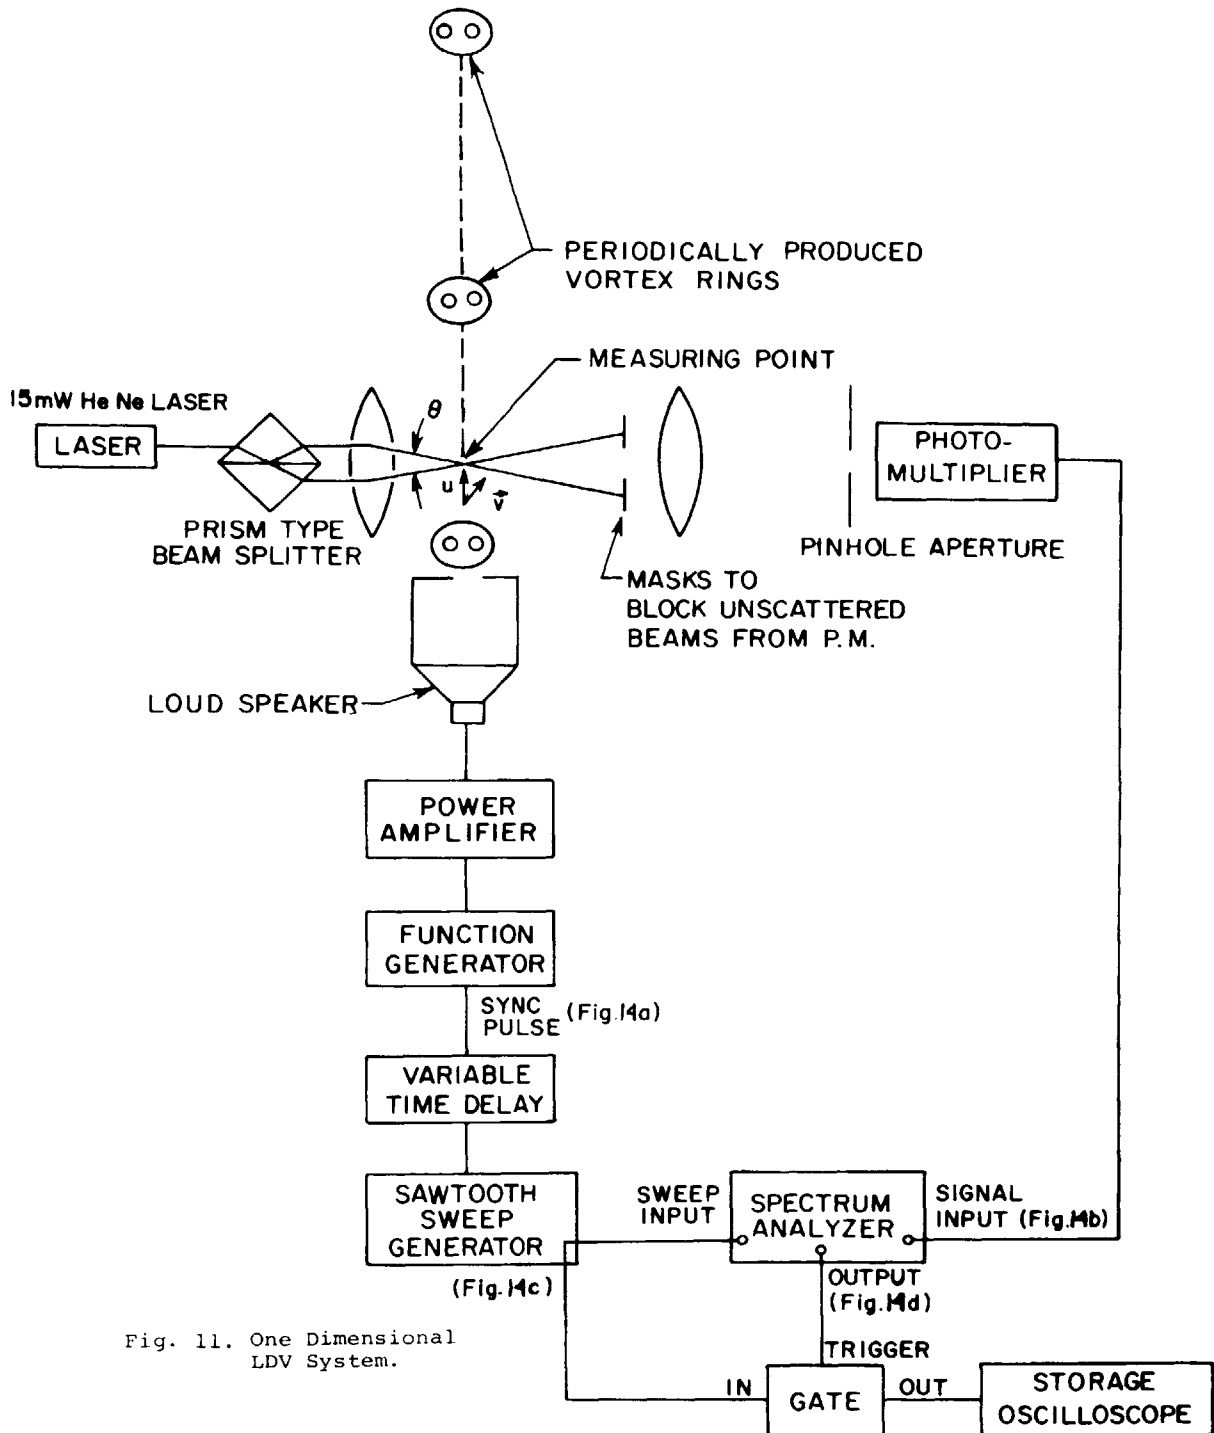 PERIODICALLY PRODUCED
VORTEX RINGS
MEASURING POINT
15mW He Ne LASER
LASER
θ
u
v⃗
PHOTO-
MULTIPLIER
PRISM TYPE
BEAM SPLITTER
PINHOLE APERTURE
MASKS TO
BLOCK UNSCATTERED
BEAMS FROM P.M.
LOUD SPEAKER
POWER
AMPLIFIER
FUNCTION
GENERATOR
SYNC
PULSE (Fig.14a)
VARIABLE
TIME DELAY
SAWTOOTH
SWEEP
GENERATOR
(Fig.14c)
SWEEP
INPUT
SPECTRUM
ANALYZER
SIGNAL
INPUT (Fig.14b)
OUTPUT
(Fig.14d)
TRIGGER
IN
GATE
OUT
STORAGE
OSCILLOSCOPE
Fig. 11. One Dimensional
LDV System.